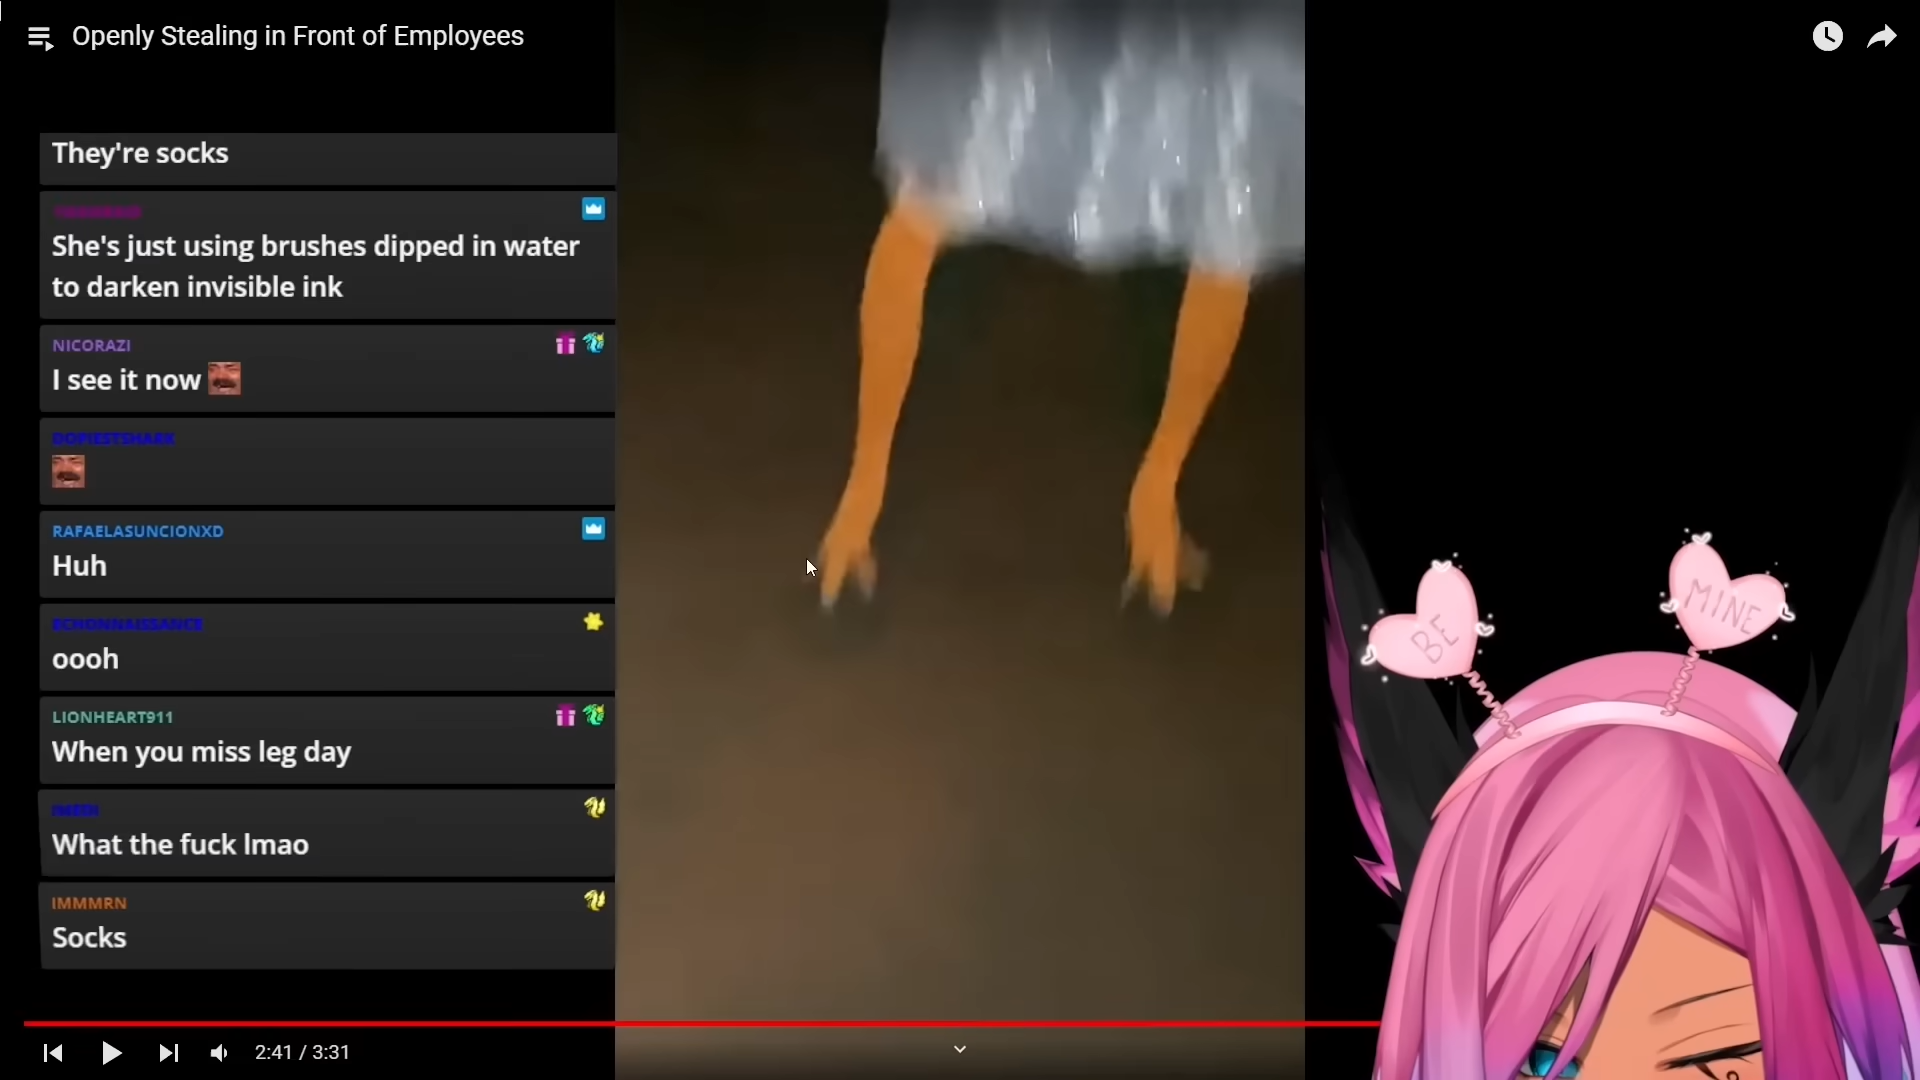 Openly Stealing in Front of Employees
They're socks
She's just using brushes dipped in water
to darken invisible ink
NICORAZI
I see it now
DOPIESTSHARK
RAFAELASUNCIONXD
Huh
ECHONNAISSANCE
oooh
LIONHEART911
When you miss leg day
What the fuck lmao
IMMMRN
Socks
2:41 / 3:31
BE
MINE